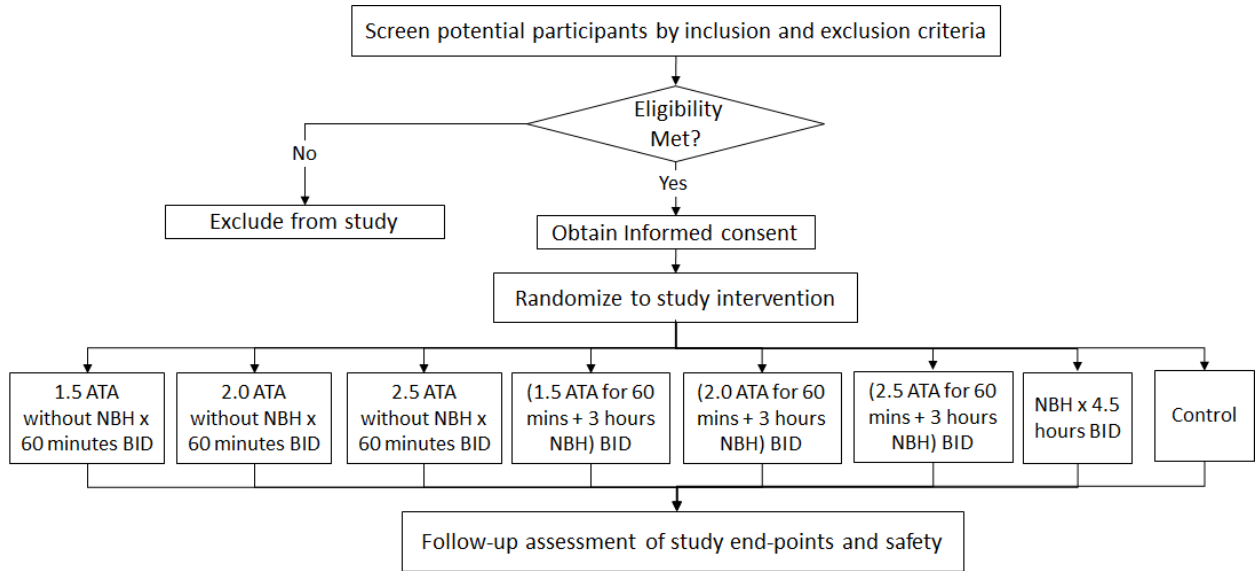 Screen potential participants by inclusion and exclusion criteria
Eligibility
Met?
No
Yes
Exclude from study
Obtain Informed consent
Randomize to study intervention
1.5 ATA
without NBH x
60 minutes BID
2.0 ATA
without NBH x
60 minutes BID
2.5 ATA
without NBH x
60 minutes BID
(1.5 ATA for 60
mins + 3 hours
NBH) BID
(2.0 ATA for 60
mins + 3 hours
NBH) BID
(2.5 ATA for 60
mins + 3 hours
NBH) BID
NBH x 4.5
hours BID
Control
Follow-up assessment of study end-points and safety